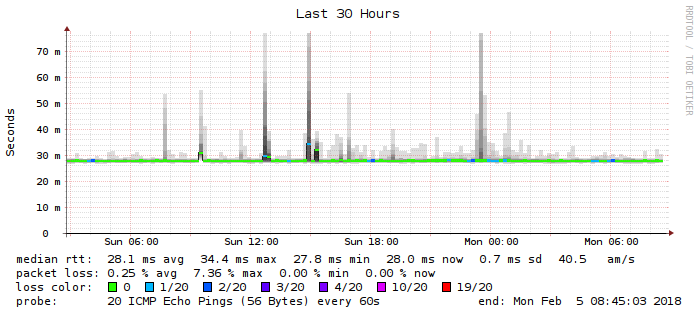 Last 30 Hours
RRDTOOL / TOBI OETIKER
Seconds
70 m
60 m
50 m
40 m
30 m
20 m
10 m
0
Sun 06:00 Sun 12:00 Sun 18:00 Mon 00:00 Mon 06:00
median rtt: 28.1 ms avg 34.4 ms max 27.8 ms min 28.0 ms now 0.7 ms sd 40.5 am/s
packet loss: 0.25 % avg 7.36 % max 0.00 % min 0.00 % now
loss color: 0 1/20 2/20 3/20 4/20 10/20 19/20
probe: 20 ICMP Echo Pings (56 Bytes) every 60s end: Mon Feb 5 08:45:03 2018